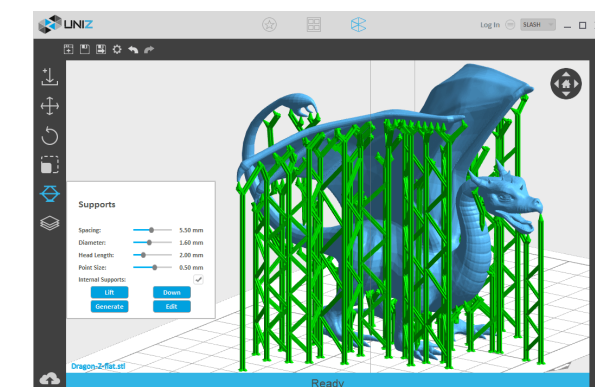 UNIZ
Log In
SLASH
Supports
Spacing: 5.50 mm
Diameter: 1.60 mm
Head Length: 2.00 mm
Point Size: 0.50 mm
Internal Supports:
Lift Down
Generate Edit
Dragon-Z-flat.stl
Ready